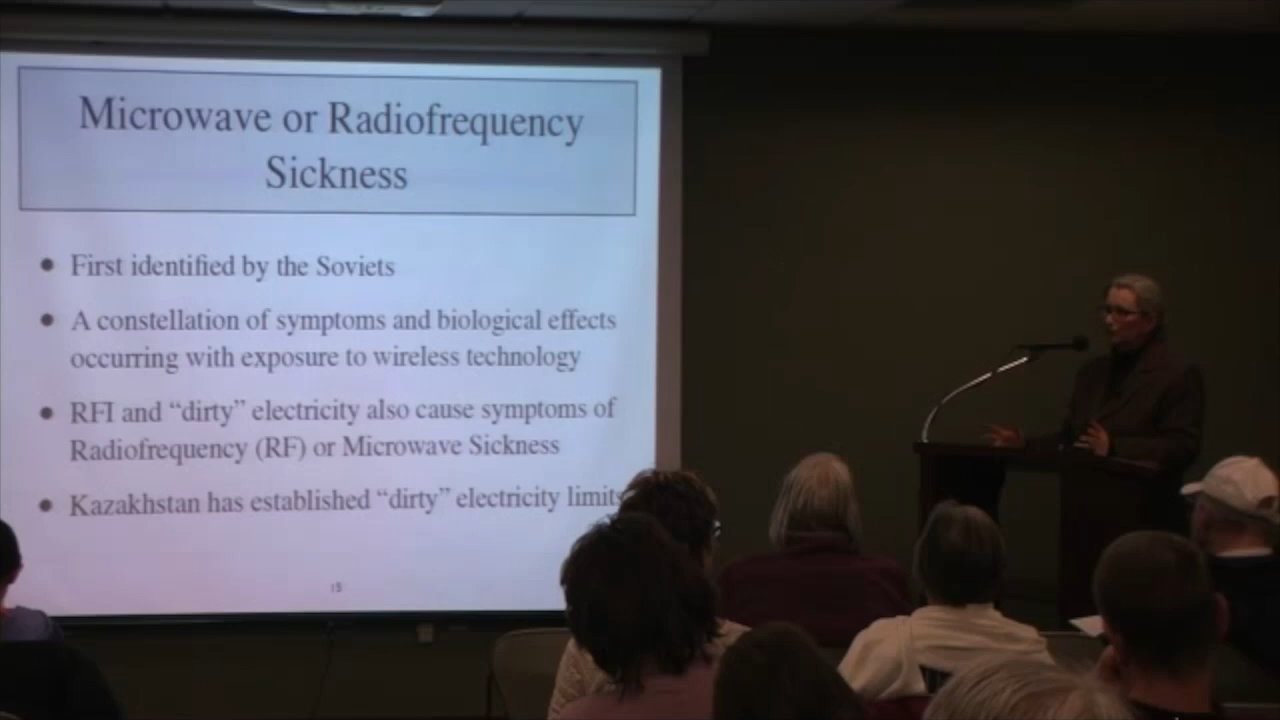 Microwave or Radiofrequency
Sickness
• First identified by the Soviets
• A constellation of symptoms and biological effects
occurring with exposure to wireless technology
• RFI and “dirty” electricity also cause symptoms of
Radiofrequency (RF) or Microwave Sickness
• Kazakhstan has established “dirty” electricity limits
15